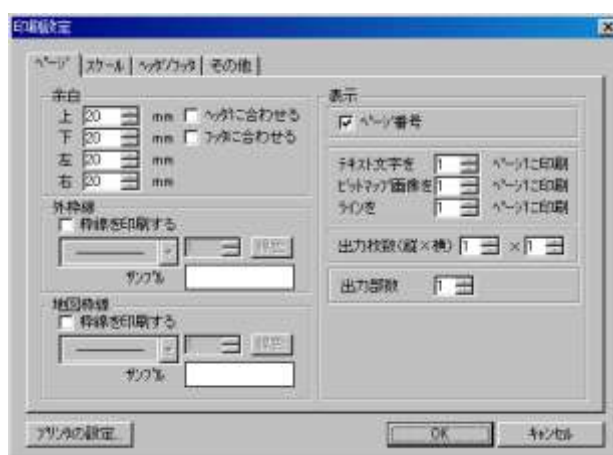 印刷設定
ﾍﾟｰｼﾞ スケール ﾍｯﾀﾞ/ﾌｯﾀ その他
余白
上 20 mm ﾍｯﾀﾞに合わせる
下 20 mm ﾌｯﾀに合わせる
左 20 mm
右 20 mm
外枠線
枠線を印刷する
ｻﾝﾌﾟﾙ
地図枠線
枠線を印刷する
ｻﾝﾌﾟﾙ
表示
ﾍﾟｰｼﾞ番号
テキスト文字を 1 ﾍﾟｰｼﾞに印刷
ﾋﾞｯﾄﾏｯﾌﾟ画像を 1 ﾍﾟｰｼﾞに印刷
ラインを 1 ﾍﾟｰｼﾞに印刷
出力枚数(縦×横) 1 × 1
出力部数 1
ﾌﾟﾘﾝﾀの設定...
OK
ｷｬﾝｾﾙ